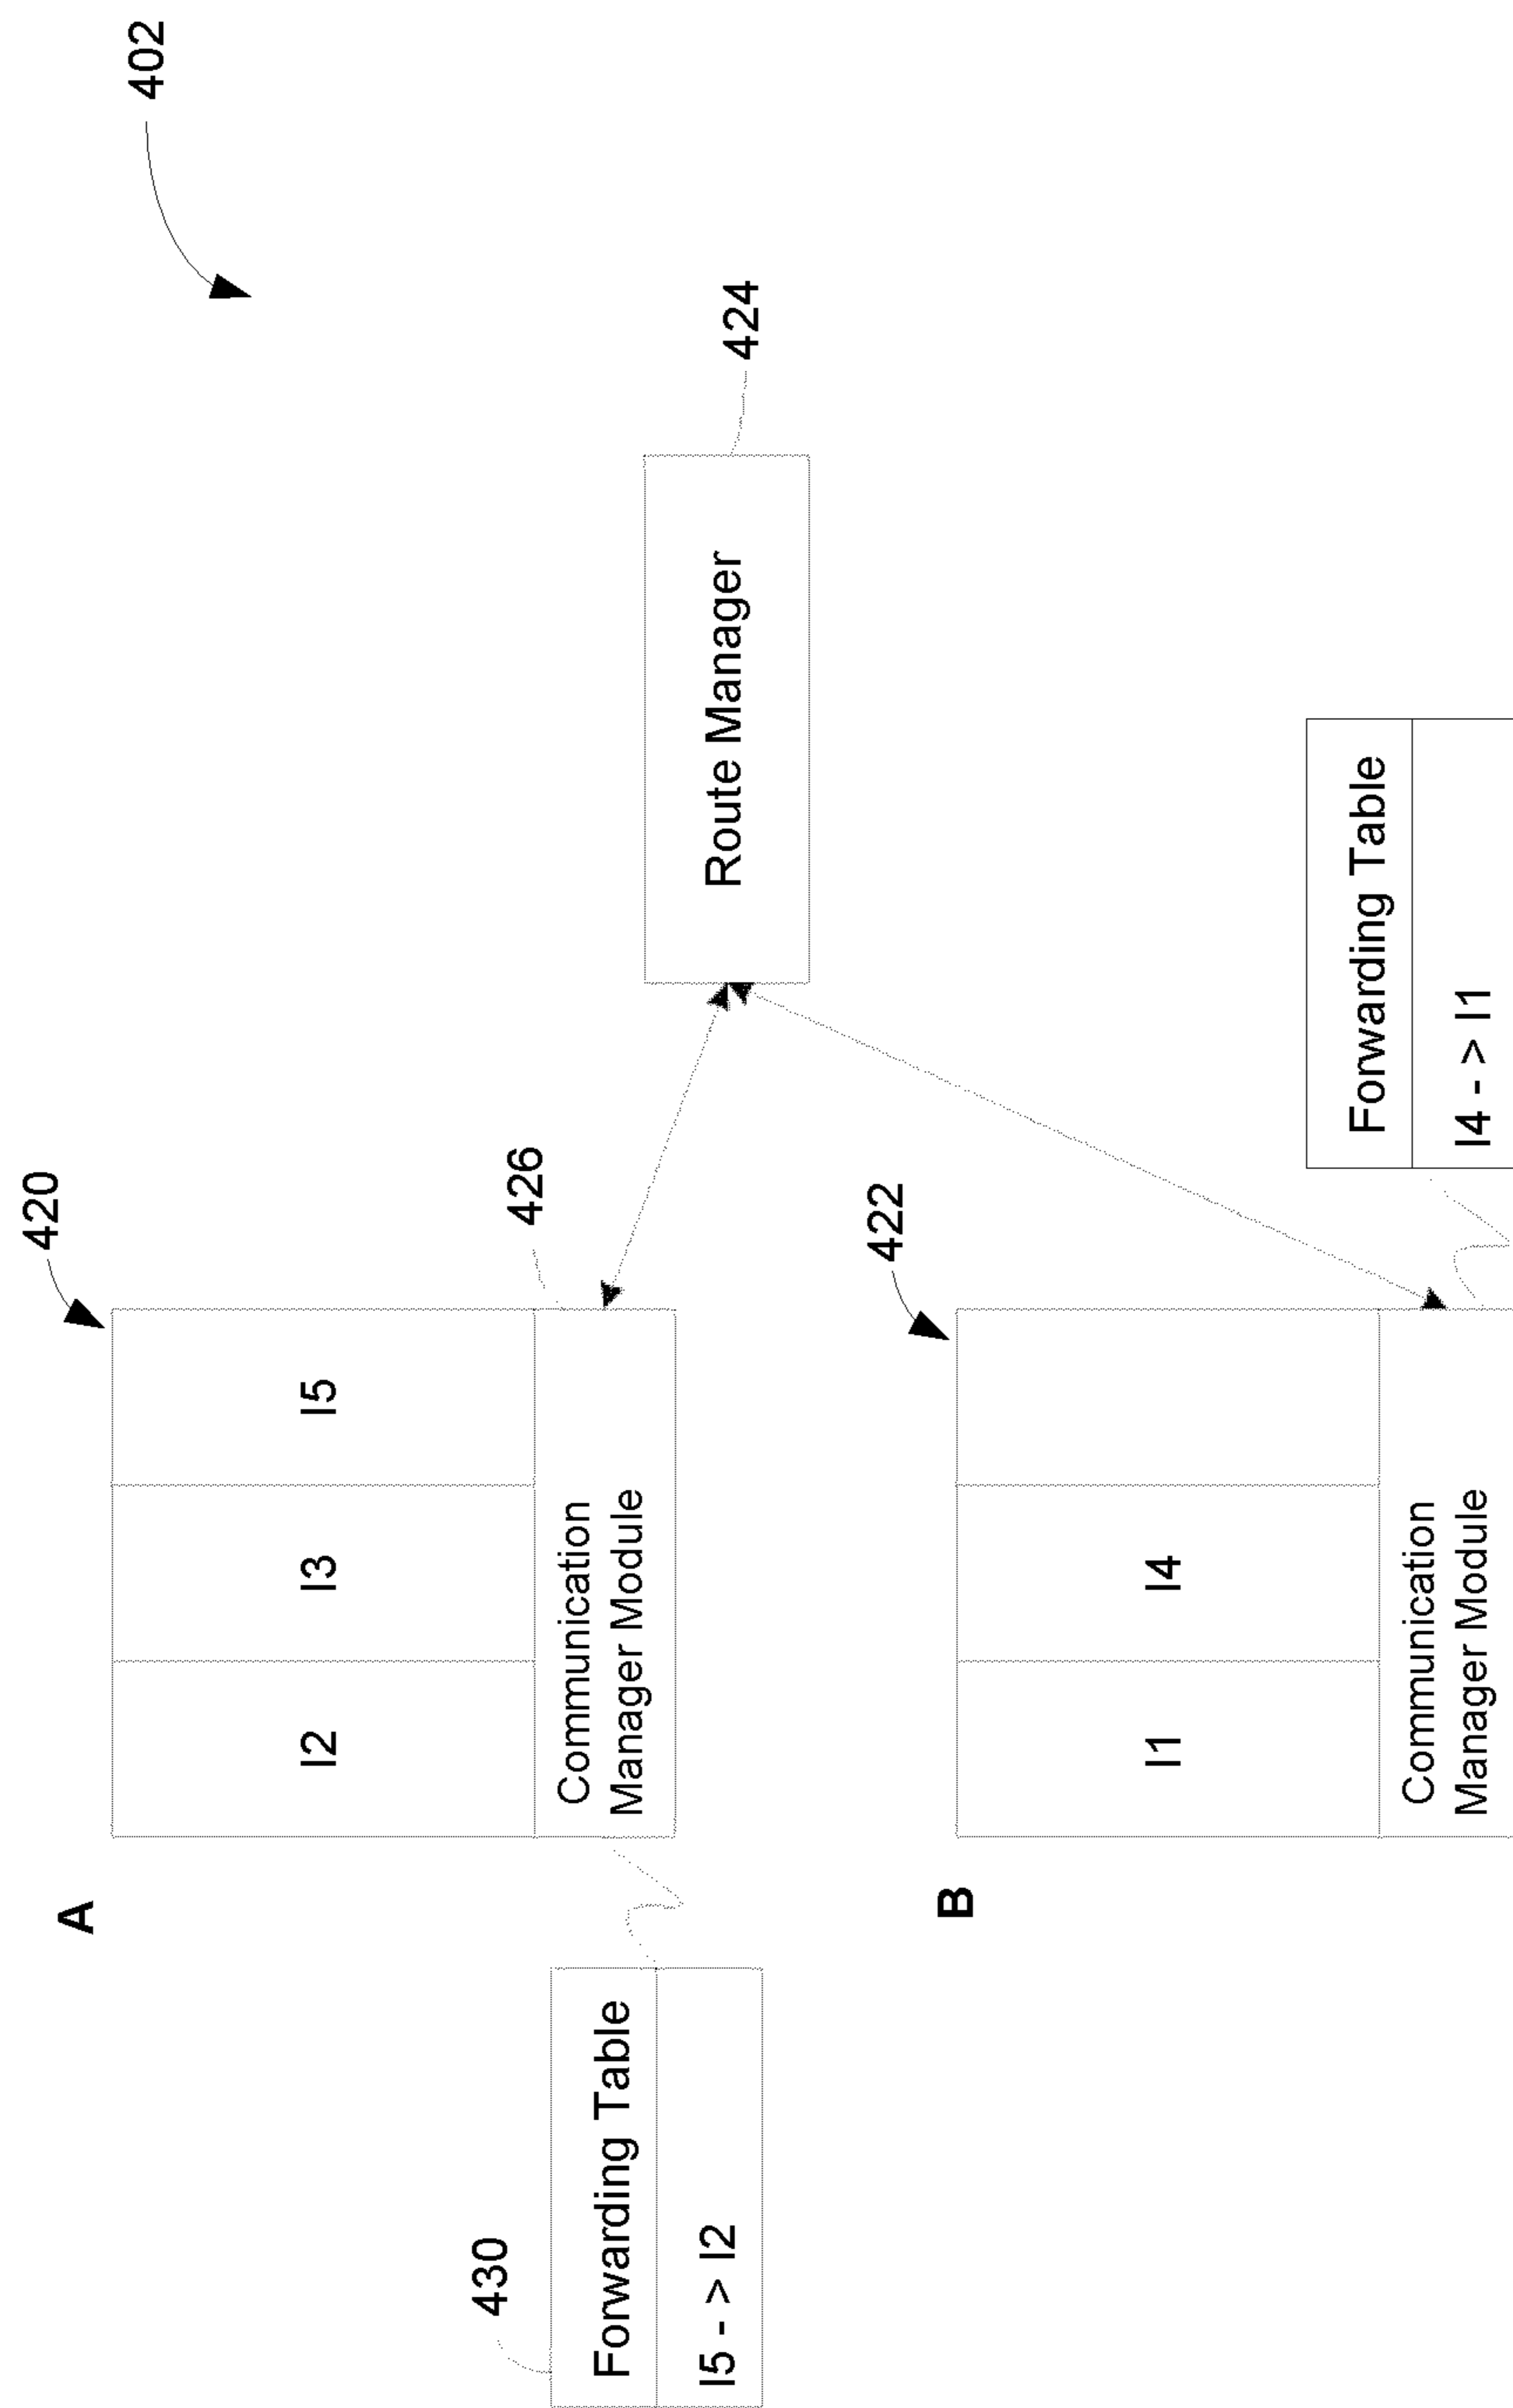 402
A
420
I2
I3
I5
Communication
Manager Module
426
430
Forwarding Table
I5 - > I2
Route Manager
424
B
422
I1
I4
Communication
Manager Module
Forwarding Table
I4 - > I1